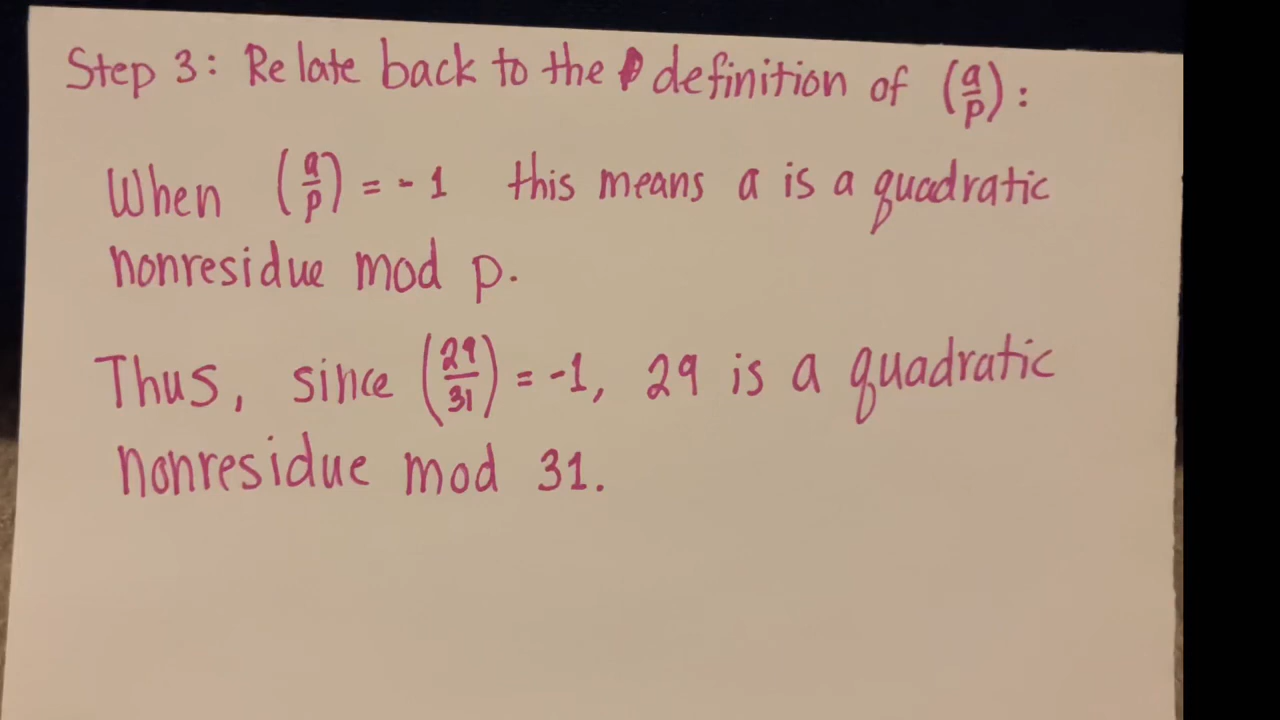 Step 3: Relate back to the definition of (a/p):
When (a/p) = -1 this means a is a quadratic
nonresidue mod p.
Thus, since (29/31) = -1, 29 is a quadratic
nonresidue mod 31.